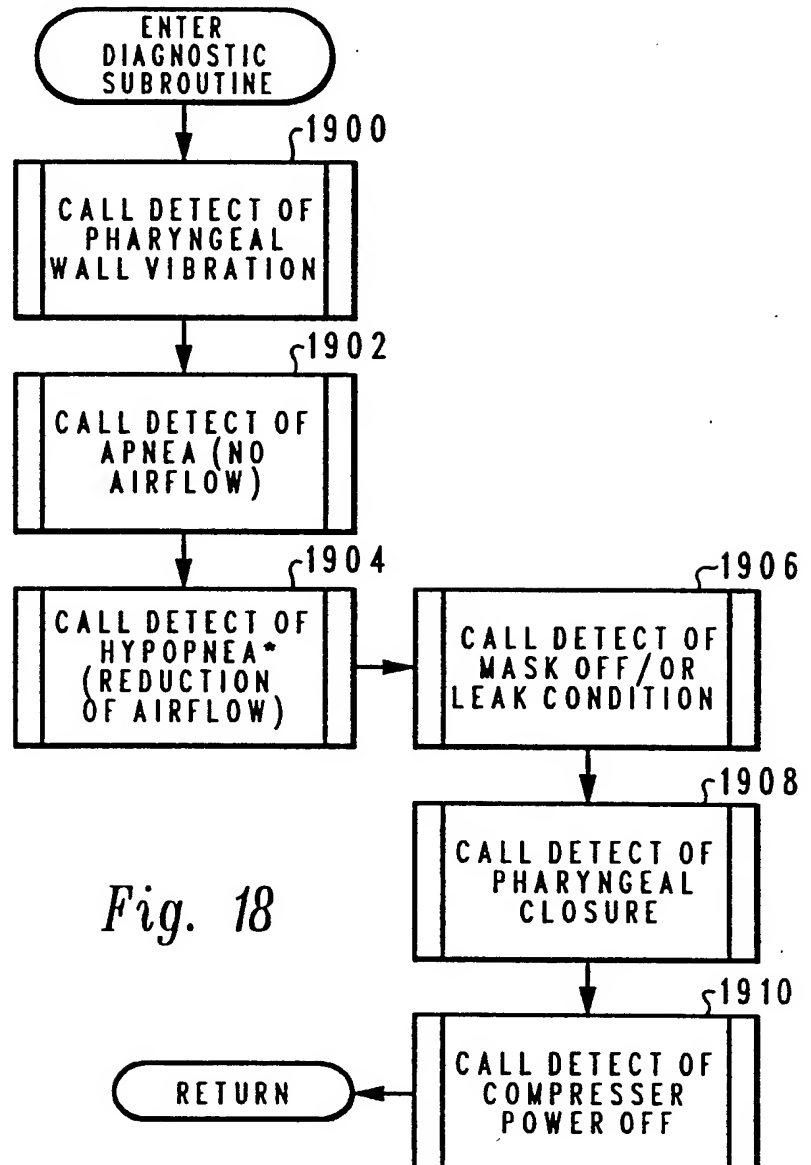 ENTER
DIAGNOSTIC
SUBROUTINE
1900
CALL DETECT OF
PHARYNGEAL
WALL VIBRATION
1902
CALL DETECT OF
APNEA (NO
AIRFLOW)
1904
CALL DETECT OF
HYPOPNEA*
(REDUCTION
OF AIRFLOW)
1906
CALL DETECT OF
MASK OFF/OR
LEAK CONDITION
1908
CALL DETECT OF
PHARYGEAL
CLOSURE
1910
CALL DETECT OF
COMPRESSER
POWER OFF
RETURN
Fig. 18